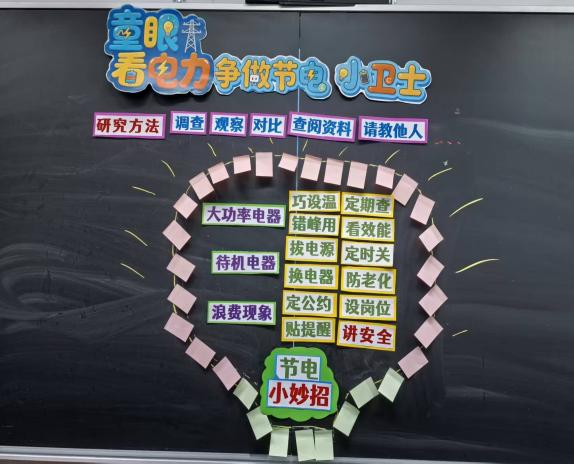 童眼
看电力争做节电小卫士
研究方法 调查 观察 对比 查阅资料 请教他人
大功率电器 巧设温 定期查
错峰用 看效能
待机电器 拔电源 定时关
换电器 防老化
浪费现象 定公约 设岗位
贴提醒 讲安全
节电
小妙招